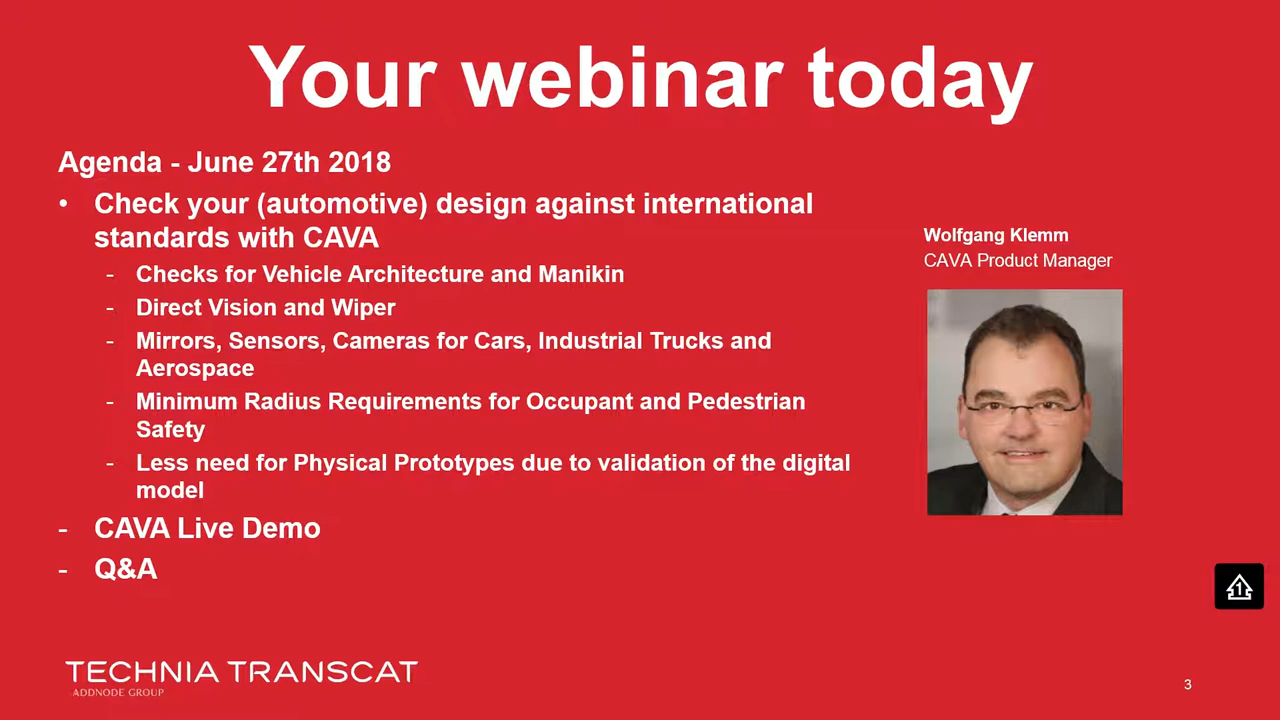 Your webinar today
Agenda - June 27th 2018
• Check your (automotive) design against international
standards with CAVA
- Checks for Vehicle Architecture and Manikin
- Direct Vision and Wiper
- Mirrors, Sensors, Cameras for Cars, Industrial Trucks and
Aerospace
- Minimum Radius Requirements for Occupant and Pedestrian
Safety
- Less need for Physical Prototypes due to validation of the digital
model
- CAVA Live Demo
- Q&A
Wolfgang Klemm
CAVA Product Manager
1
TECHNIA TRANSCAT
ADDNODE GROUP
3